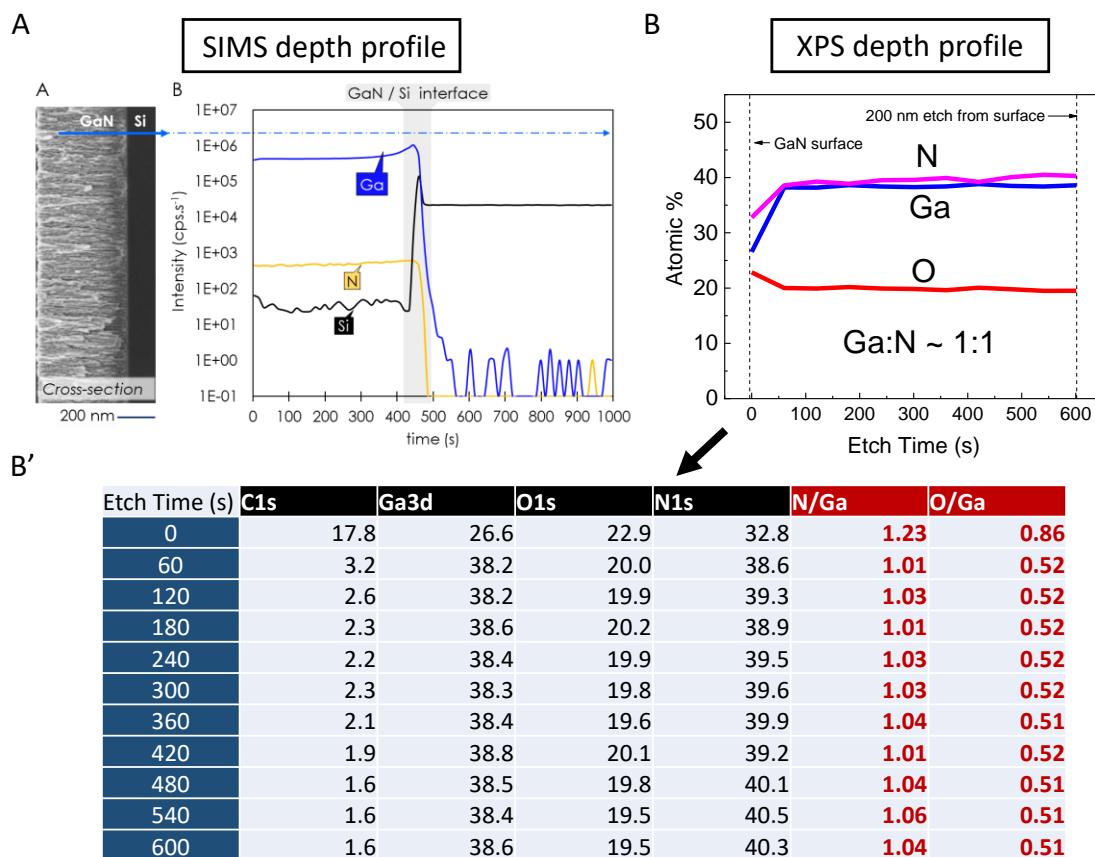 A
SIMS depth profile
A
B
GaN / Si interface
GaN Si
1E+07
1E+06
1E+05
1E+04
1E+03
1E+02
1E+01
1E+00
1E-01
Intensity (cps.s⁻¹)
Ga
N
Si
Cross-section
200 nm
0 100 200 300 400 500 600 700 800 900 1000
time (s)
B
XPS depth profile
50
40
30
20
10
0
Atomic %
200 nm etch from surface
GaN surface
N
Ga
O
Ga:N ~ 1:1
0 100 200 300 400 500 600
Etch Time (s)
B'
Etch Time (s) C1s Ga3d O1s N1s N/Ga O/Ga
0 17.8 26.6 22.9 32.8 1.23 0.86
60 3.2 38.2 20.0 38.6 1.01 0.52
120 2.6 38.2 19.9 39.3 1.03 0.52
180 2.3 38.6 20.2 38.9 1.01 0.52
240 2.2 38.4 19.9 39.5 1.03 0.52
300 2.3 38.3 19.8 39.6 1.03 0.52
360 2.1 38.4 19.6 39.9 1.04 0.51
420 1.9 38.8 20.1 39.2 1.01 0.52
480 1.6 38.5 19.8 40.1 1.04 0.51
540 1.6 38.4 19.5 40.5 1.06 0.51
600 1.6 38.6 19.5 40.3 1.04 0.51